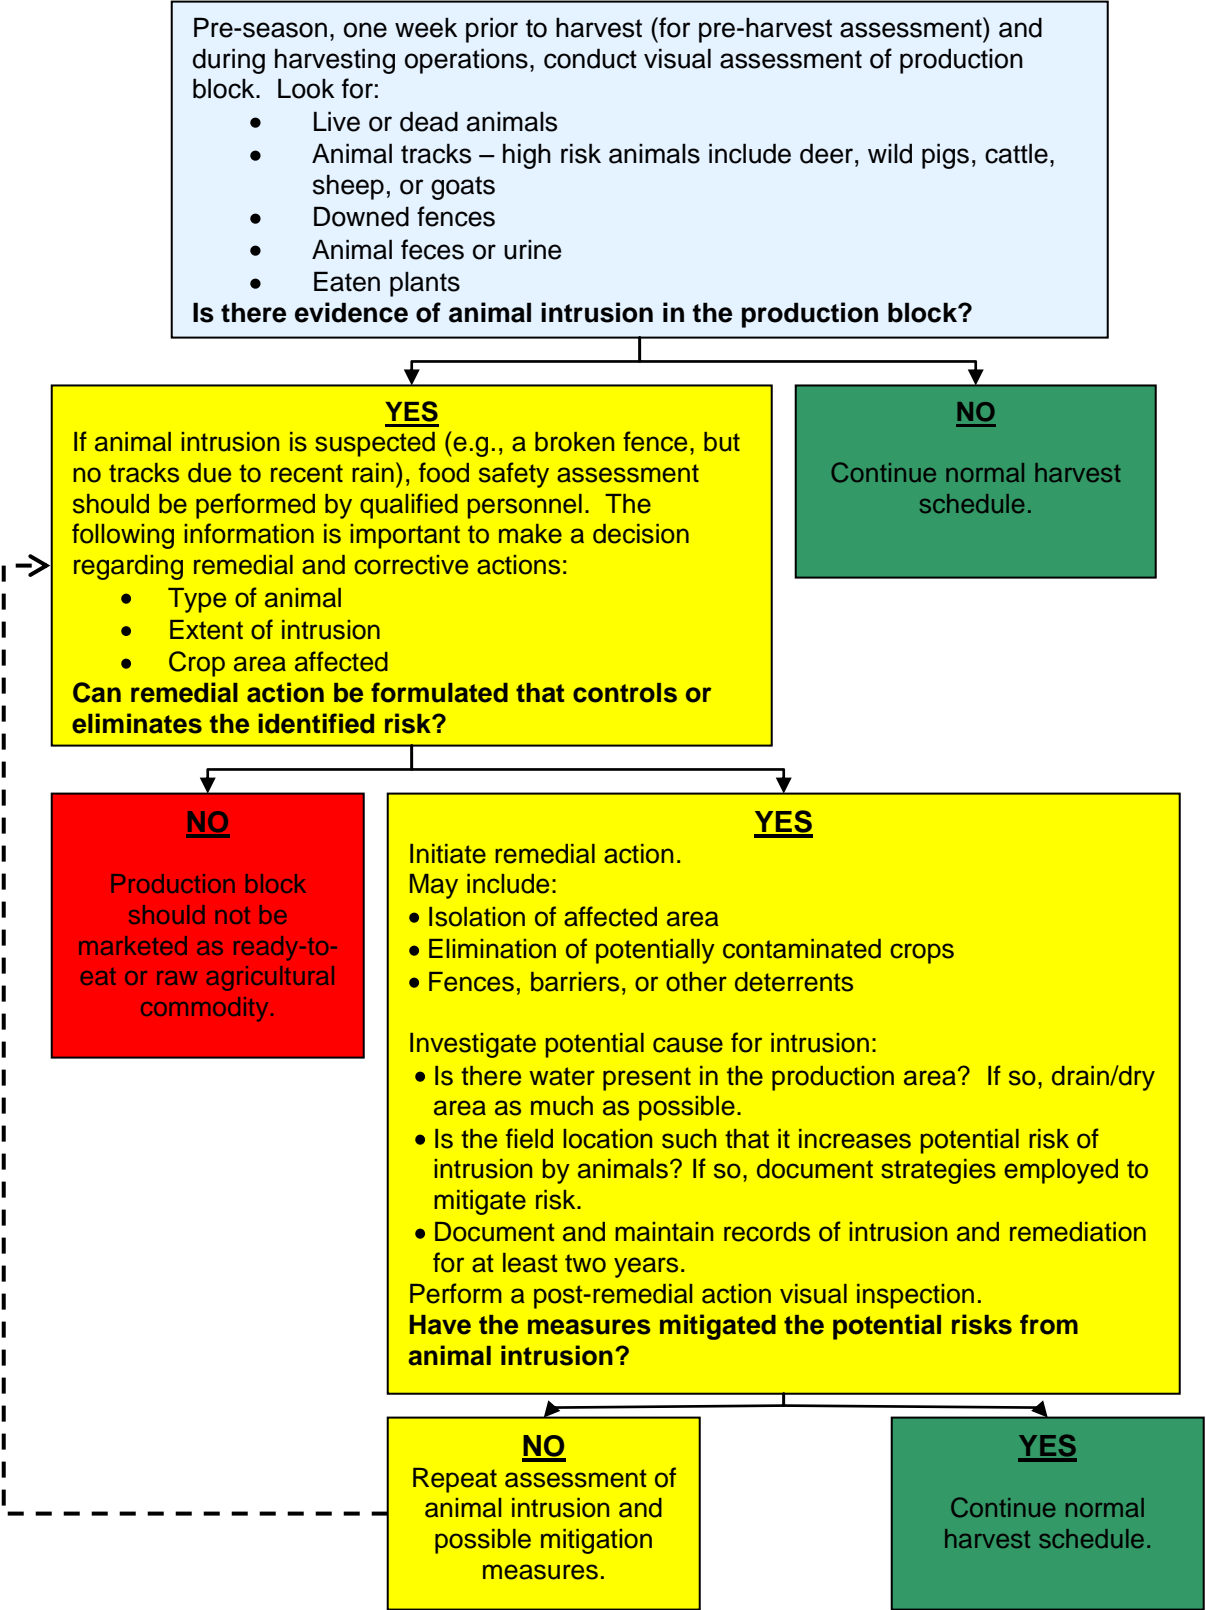 Pre-season, one week prior to harvest (for pre-harvest assessment) and
during harvesting operations, conduct visual assessment of production
block.  Look for:
• Live or dead animals
• Animal tracks – high risk animals include deer, wild pigs, cattle,
sheep, or goats
• Downed fences
• Animal feces or urine
• Eaten plants
Is there evidence of animal intrusion in the production block?
YES
If animal intrusion is suspected (e.g., a broken fence, but
no tracks due to recent rain), food safety assessment
should be performed by qualified personnel.  The
following information is important to make a decision
regarding remedial and corrective actions:
• Type of animal
• Extent of intrusion
• Crop area affected
Can remedial action be formulated that controls or
eliminates the identified risk?
NO
Continue normal harvest
schedule.
NO
Production block
should not be
marketed as ready-to-
eat or raw agricultural
commodity.
YES
Initiate remedial action.
May include:
• Isolation of affected area
• Elimination of potentially contaminated crops
• Fences, barriers, or other deterrents
Investigate potential cause for intrusion:
• Is there water present in the production area?  If so, drain/dry
area as much as possible.
• Is the field location such that it increases potential risk of
intrusion by animals? If so, document strategies employed to
mitigate risk.
• Document and maintain records of intrusion and remediation
for at least two years.
Perform a post-remedial action visual inspection.
Have the measures mitigated the potential risks from
animal intrusion?
NO
Repeat assessment of
animal intrusion and
possible mitigation
measures.
YES
Continue normal
harvest schedule.